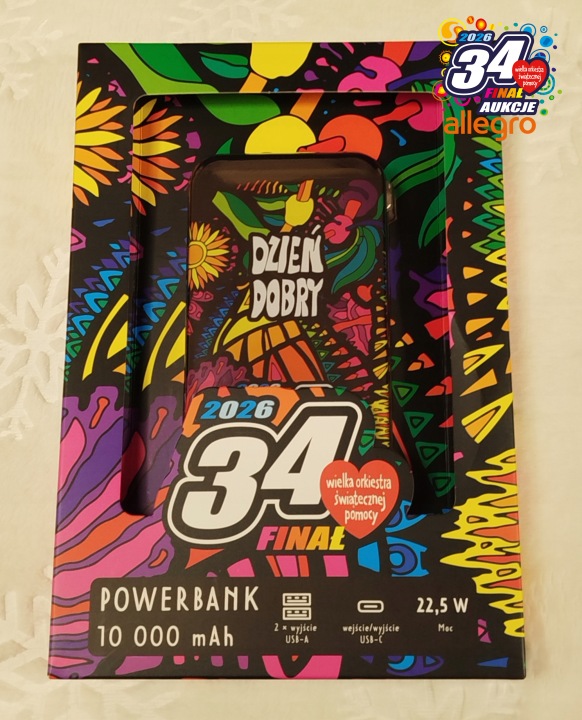 2026
34
wielka orkiestra
świątecznej
pomocy
FINAŁ
AUKCJE
allegro
DZIEŃ
DOBRY
2026
34
wielka orkiestra
świątecznej
pomocy
FINAŁ
POWERBANK
10 000 mAh
2 × wyjście
USB-A
wejście/wyjście
USB-C
22,5 W
Moc